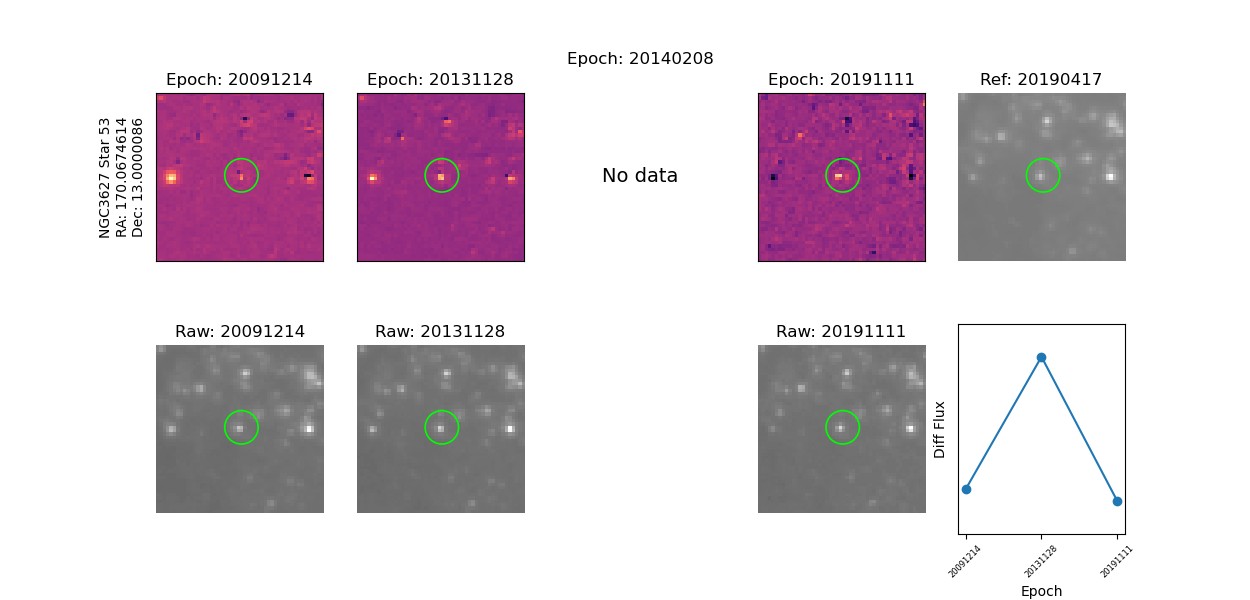 Epoch: 20140208
Epoch: 20091214
Epoch: 20131128
Epoch: 20191111
Ref: 20190417
NGC3627 Star 53
RA: 170.0674614
Dec: 13.0000086
No data
Raw: 20091214
Raw: 20131128
Raw: 20191111
Diff Flux
20091214
20131128
20191111
Epoch